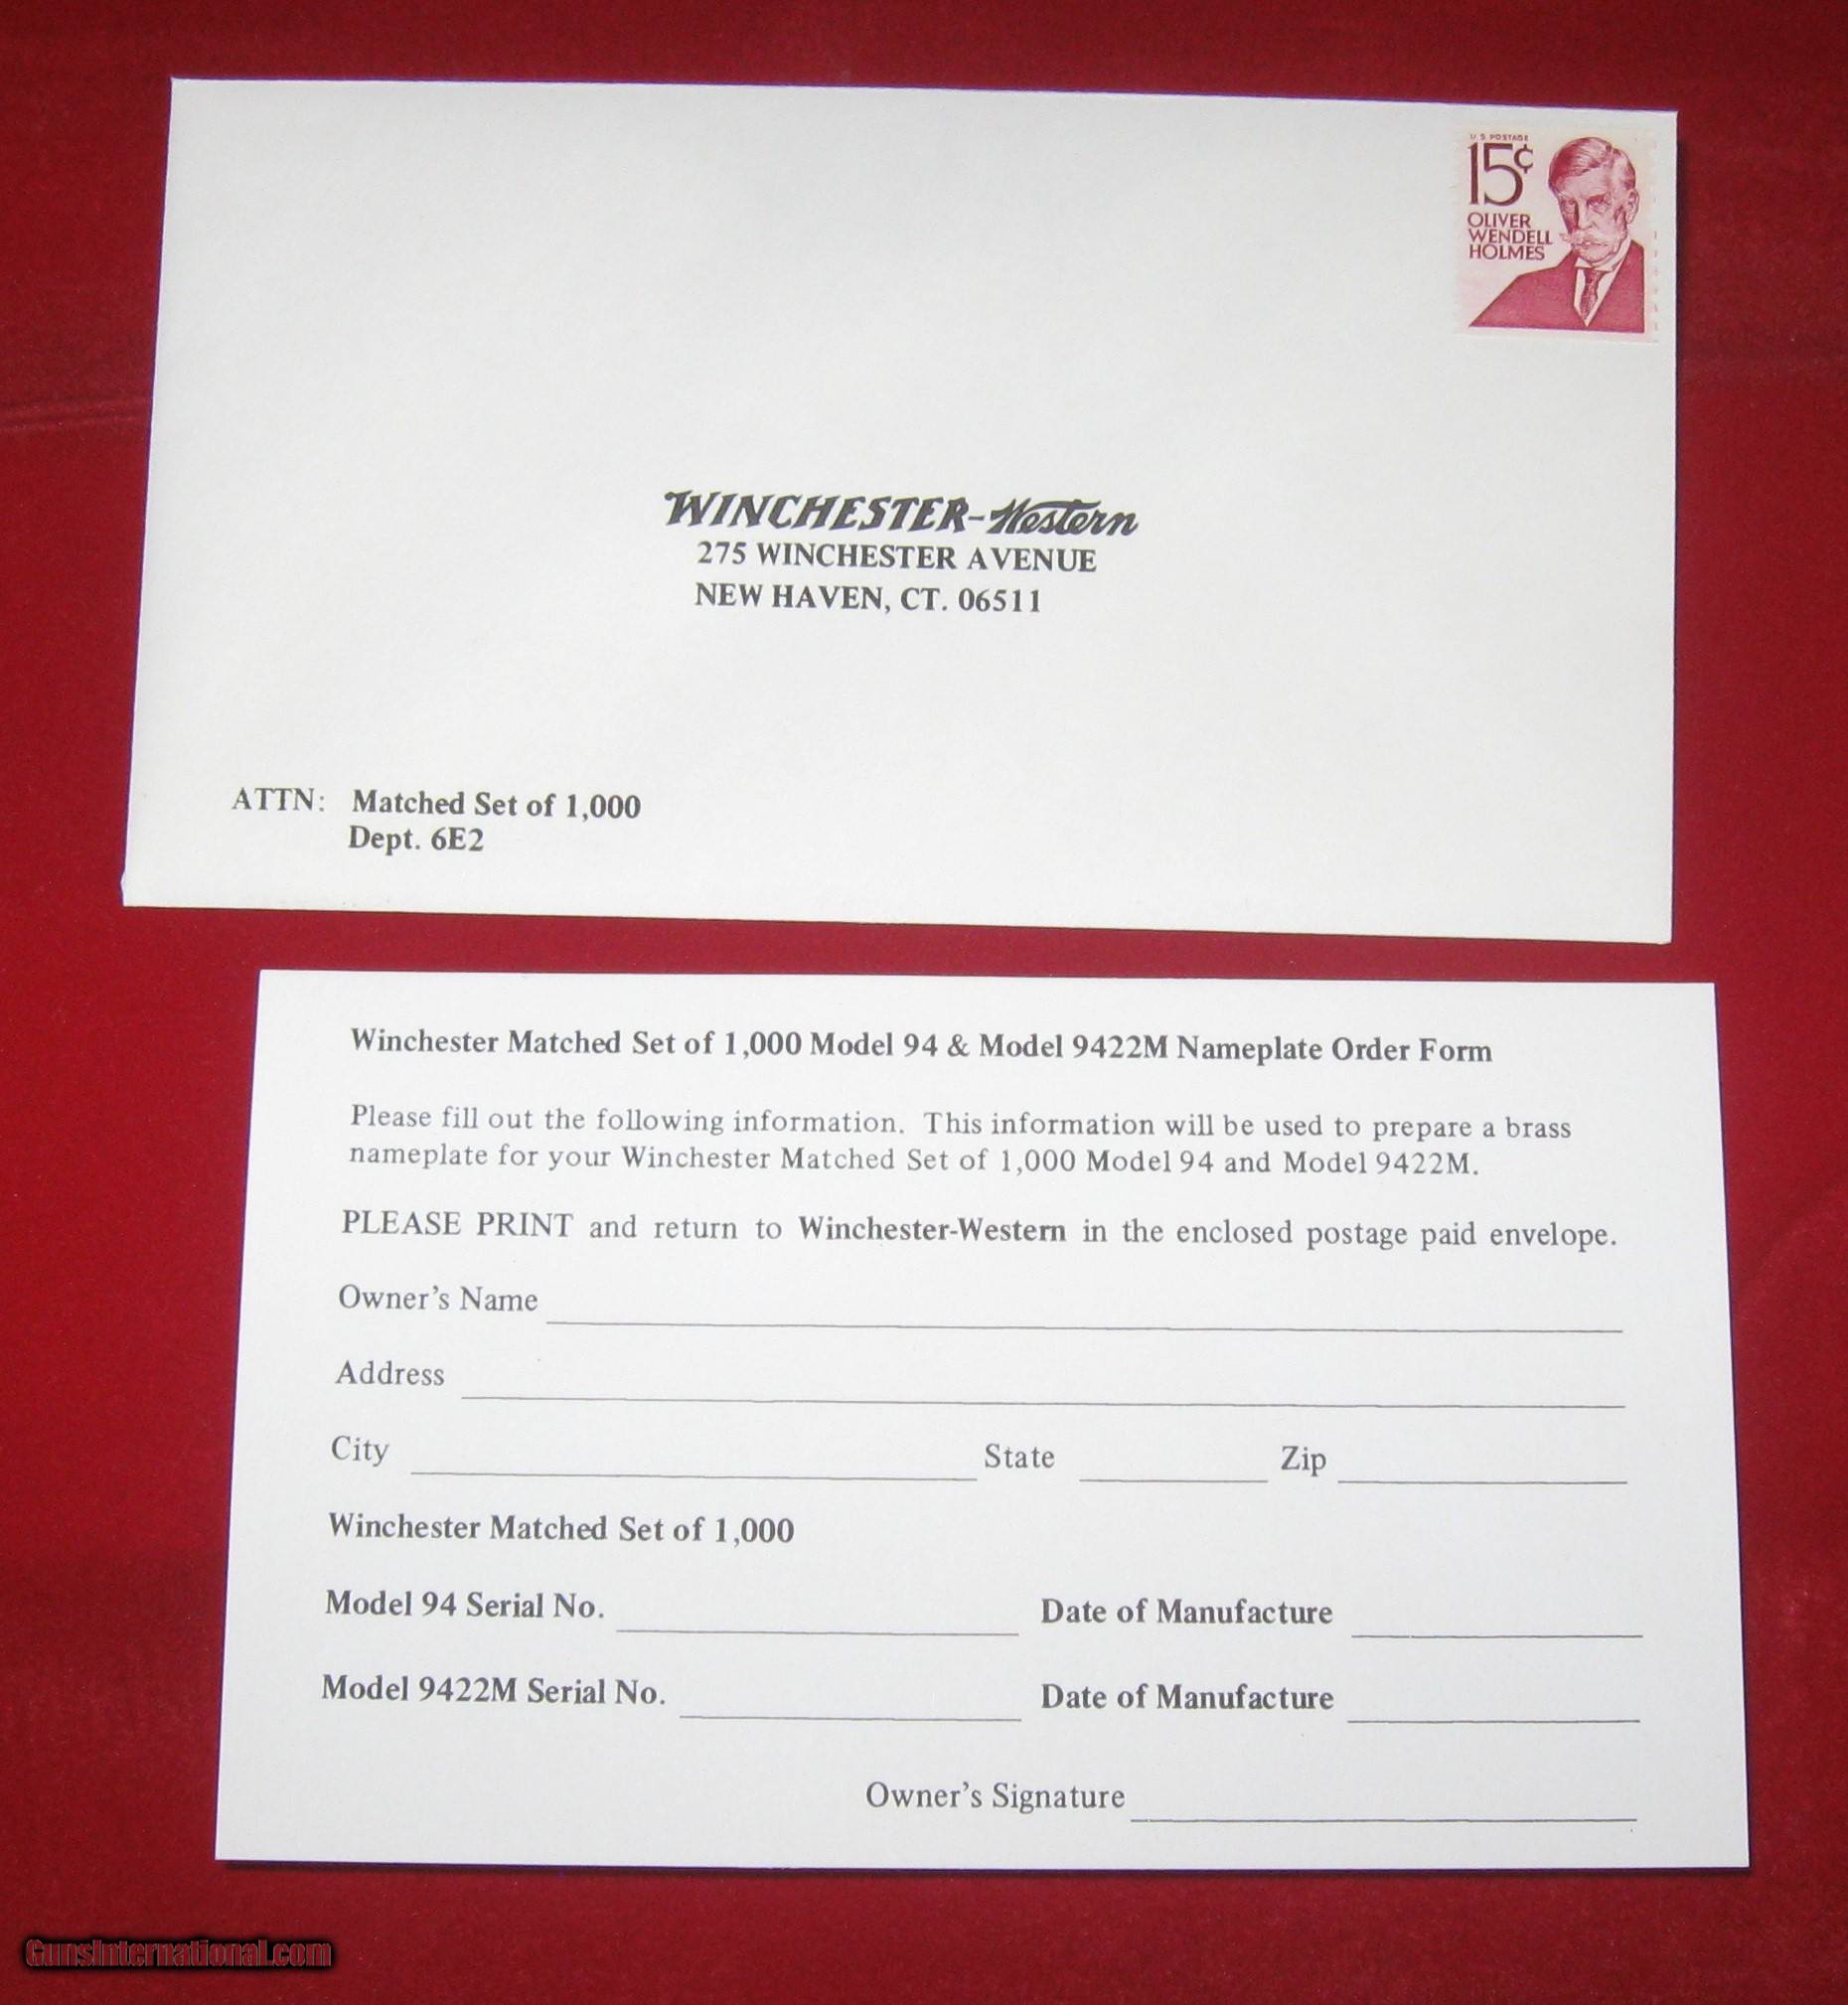 U S POSTAGE
15¢
OLIVER
WENDELL
HOLMES
WINCHESTER-Western
275 WINCHESTER AVENUE
NEW HAVEN, CT. 06511
ATTN: Matched Set of 1,000
Dept. 6E2
Winchester Matched Set of 1,000 Model 94 & Model 9422M Nameplate Order Form
Please fill out the following information. This information will be used to prepare a brass
nameplate for your Winchester Matched Set of 1,000 Model 94 and Model 9422M.
PLEASE PRINT and return to Winchester-Western in the enclosed postage paid envelope.
Owner's Name
Address
City State Zip
Winchester Matched Set of 1,000
Model 94 Serial No. Date of Manufacture
Model 9422M Serial No. Date of Manufacture
Owner's Signature
GunsInternational.com